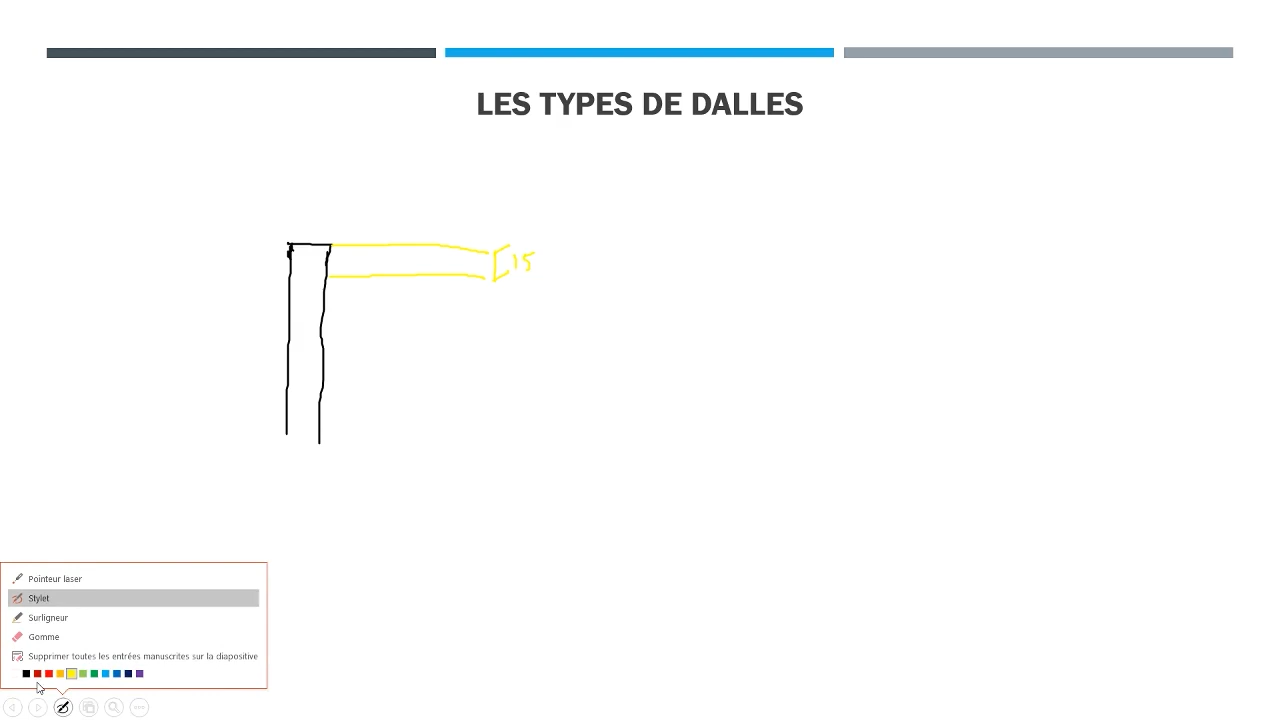 LES TYPES DE DALLES
15
Pointeur laser
Stylet
Surligneur
Gomme
Supprimer toutes les entrées manuscrites sur la diapositive